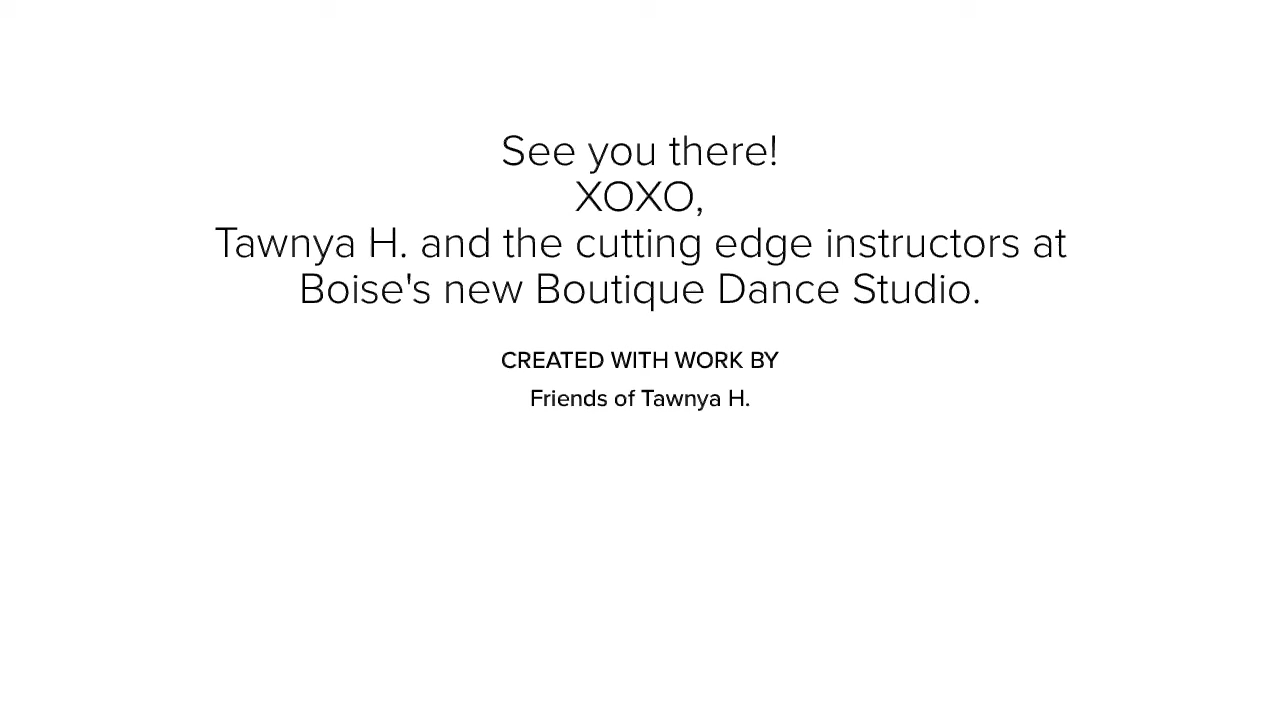 See you there!
XOXO,
Tawnya H. and the cutting edge instructors at
Boise's new Boutique Dance Studio.
CREATED WITH WORK BY
Friends of Tawnya H.